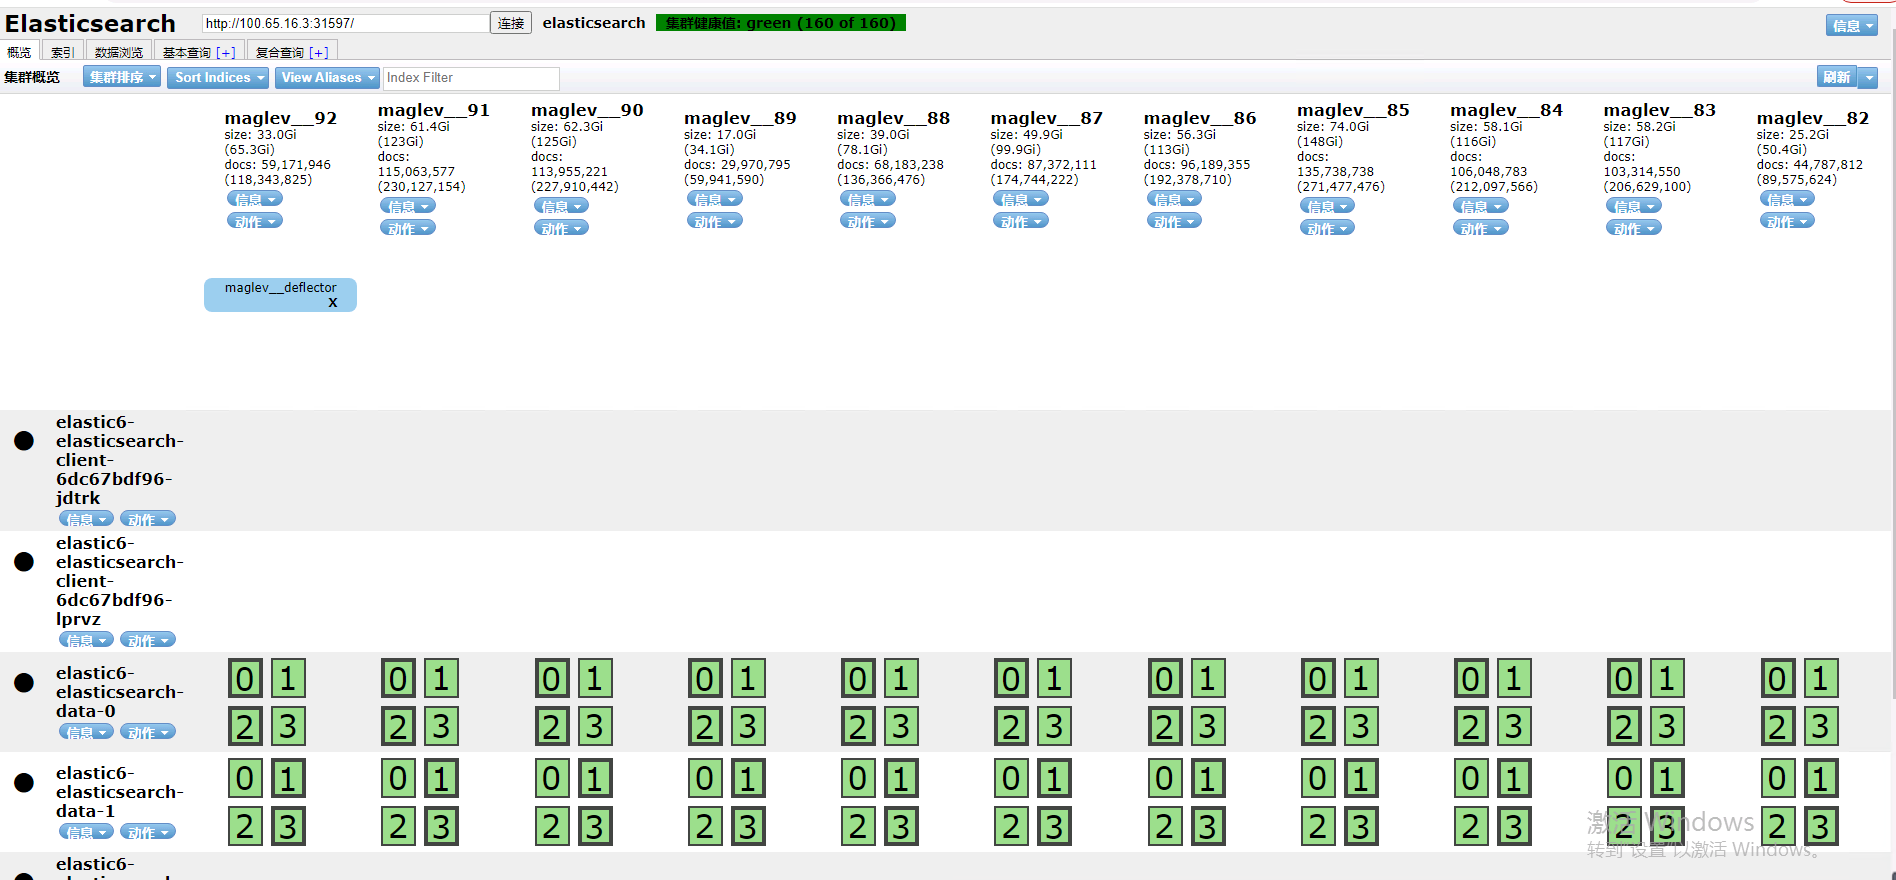 Elasticsearch http://100.65.16.3:31597/ 连接 elasticsearch 集群健康值: green (160 of 160) 信息
概览 索引 数据浏览 基本查询 [+] 复合查询 [+]
集群概览 集群排序 Sort Indices View Aliases Index Filter 刷新
maglev__92
size: 33.0Gi
(65.3Gi)
docs: 59,171,946
(118,343,825)
信息
动作
maglev__91
size: 61.4Gi
(123Gi)
docs:
115,063,577
(230,127,154)
信息
动作
maglev__90
size: 62.3Gi
(125Gi)
docs:
113,955,221
(227,910,442)
信息
动作
maglev__89
size: 17.0Gi
(34.1Gi)
docs: 29,970,795
(59,941,590)
信息
动作
maglev__88
size: 39.0Gi
(78.1Gi)
docs: 68,183,238
(136,366,476)
信息
动作
maglev__87
size: 49.9Gi
(99.9Gi)
docs: 87,372,111
(174,744,222)
信息
动作
maglev__86
size: 56.3Gi
(113Gi)
docs: 96,189,355
(192,378,710)
信息
动作
maglev__85
size: 74.0Gi
(148Gi)
docs:
135,738,738
(271,477,476)
信息
动作
maglev__84
size: 58.1Gi
(116Gi)
docs:
106,048,783
(212,097,566)
信息
动作
maglev__83
size: 58.2Gi
(117Gi)
docs:
103,314,550
(206,629,100)
信息
动作
maglev__82
size: 25.2Gi
(50.4Gi)
docs: 44,787,812
(89,575,624)
信息
动作
maglev__deflector
X
elastic6-
elasticsearch-
client-
6dc67bdf96-
jdtrk
信息 动作
elastic6-
elasticsearch-
client-
6dc67bdf96-
lprvz
信息 动作
elastic6-
elasticsearch-
data-0
信息 动作
0 1 0 1 0 1 0 1 0 1 0 1 0 1 0 1 0 1 0 1 0 1
2 3 2 3 2 3 2 3 2 3 2 3 2 3 2 3 2 3 2 3 2 3
elastic6-
elasticsearch-
data-1
信息 动作
0 1 0 1 0 1 0 1 0 1 0 1 0 1 0 1 0 1 0 1 0 1
2 3 2 3 2 3 2 3 2 3 2 3 2 3 2 3 2 3 2 3 2 3
激活 Windows
转到"设置"以激活 Windows。
elastic6-